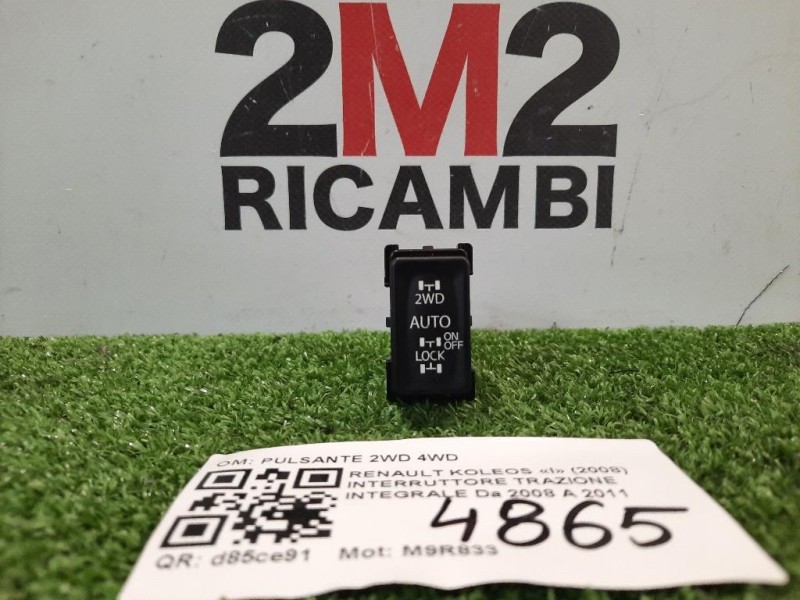 2M2
RICAMBI
2WD
AUTO
ON
OFF
LOCK
OM: PULSANTE 2WD 4WD
RENAULT KOLEOS «I» (2008)
INTERRUTTORE TRAZIONE
INTEGRALE Da 2008 A 2011
4865
QR: d85ce91 Mot: M9R833